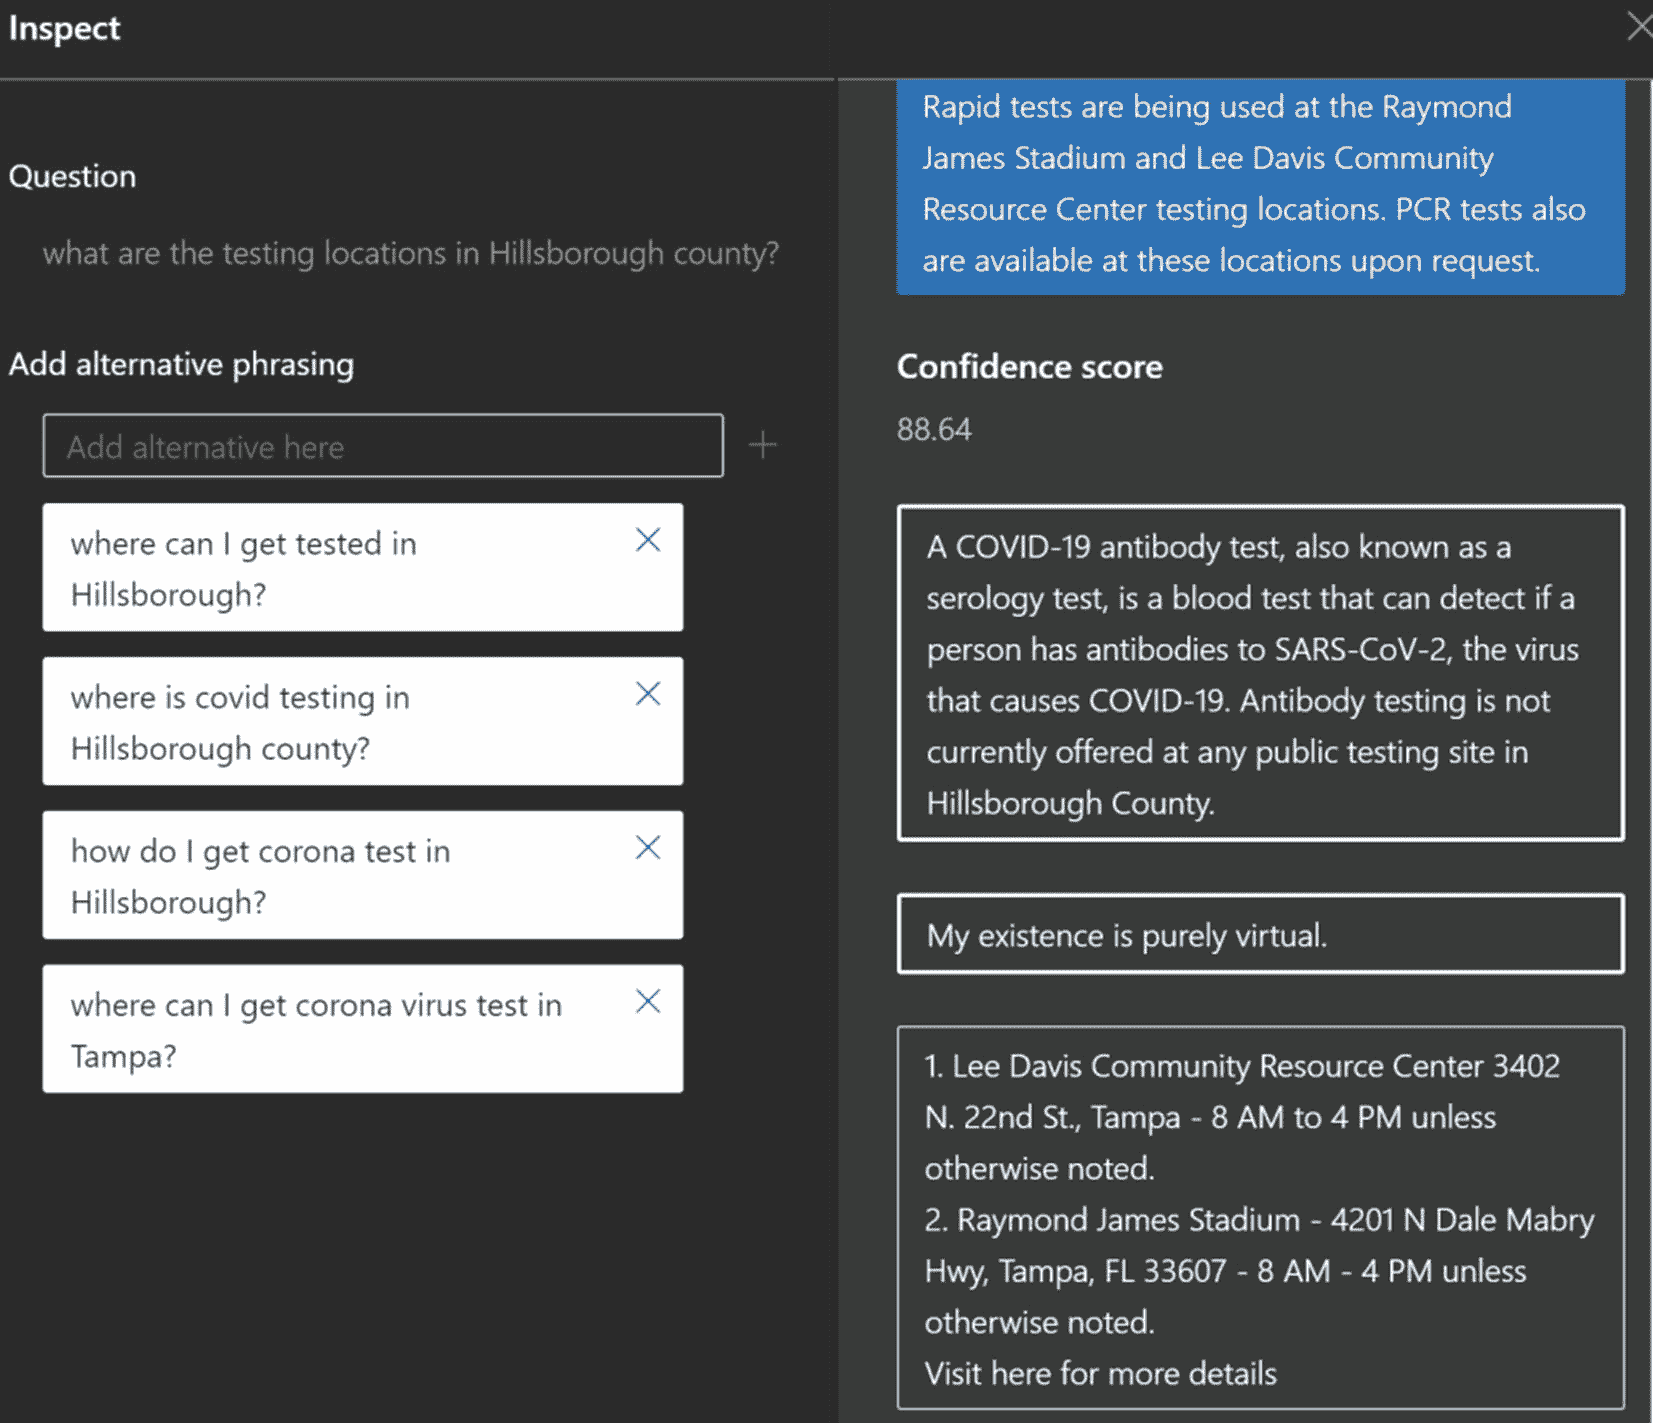 Inspect
Question
what are the testing locations in Hillsborough county?
Add alternative phrasing
Add alternative here
where can I get tested in
Hillsborough?
where is covid testing in
Hillsborough county?
how do I get corona test in
Hillsborough?
where can I get corona virus test in
Tampa?
Rapid tests are being used at the Raymond
James Stadium and Lee Davis Community
Resource Center testing locations. PCR tests also
are available at these locations upon request.
Confidence score
88.64
A COVID-19 antibody test, also known as a
serology test, is a blood test that can detect if a
person has antibodies to SARS-CoV-2, the virus
that causes COVID-19. Antibody testing is not
currently offered at any public testing site in
Hillsborough County.
My existence is purely virtual.
1. Lee Davis Community Resource Center 3402
N. 22nd St., Tampa - 8 AM to 4 PM unless
otherwise noted.
2. Raymond James Stadium - 4201 N Dale Mabry
Hwy, Tampa, FL 33607 - 8 AM - 4 PM unless
otherwise noted.
Visit here for more details